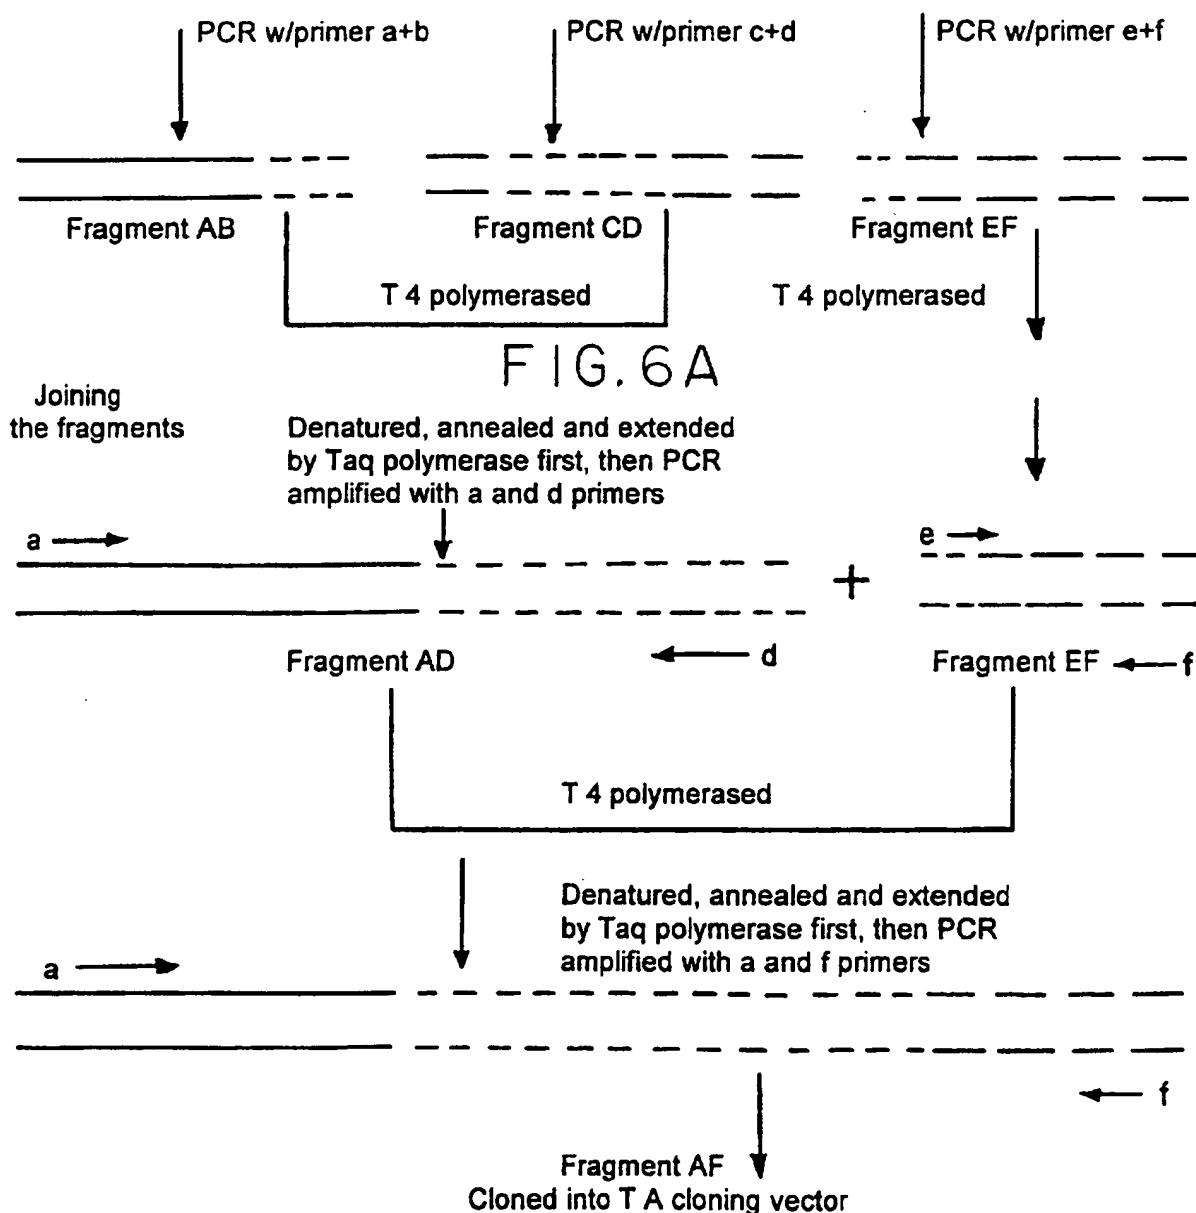 PCR w/primer a+b
PCR w/primer c+d
PCR w/primer e+f
Fragment AB
Fragment CD
Fragment EF
T 4 polymerased
T 4 polymerased
FIG. 6A
Joining
the fragments
Denatured, annealed and extended
by Taq polymerase first, then PCR
amplified with a and d primers
a
e
+
Fragment AD
d
Fragment EF
f
T 4 polymerased
Denatured, annealed and extended
by Taq polymerase first, then PCR
amplified with a and f primers
a
f
Fragment AF
Cloned into T A cloning vector